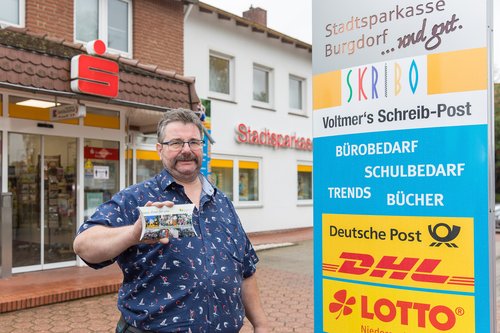 Stadtsparkasse
Burgdorf ...und gut.
SKRIBO
Voltmer's Schreib-Post
BÜROBEDARF
SCHULBEDARF
TRENDS BÜCHER
Deutsche Post
DHL
LOTTO
Stadtsparkasse